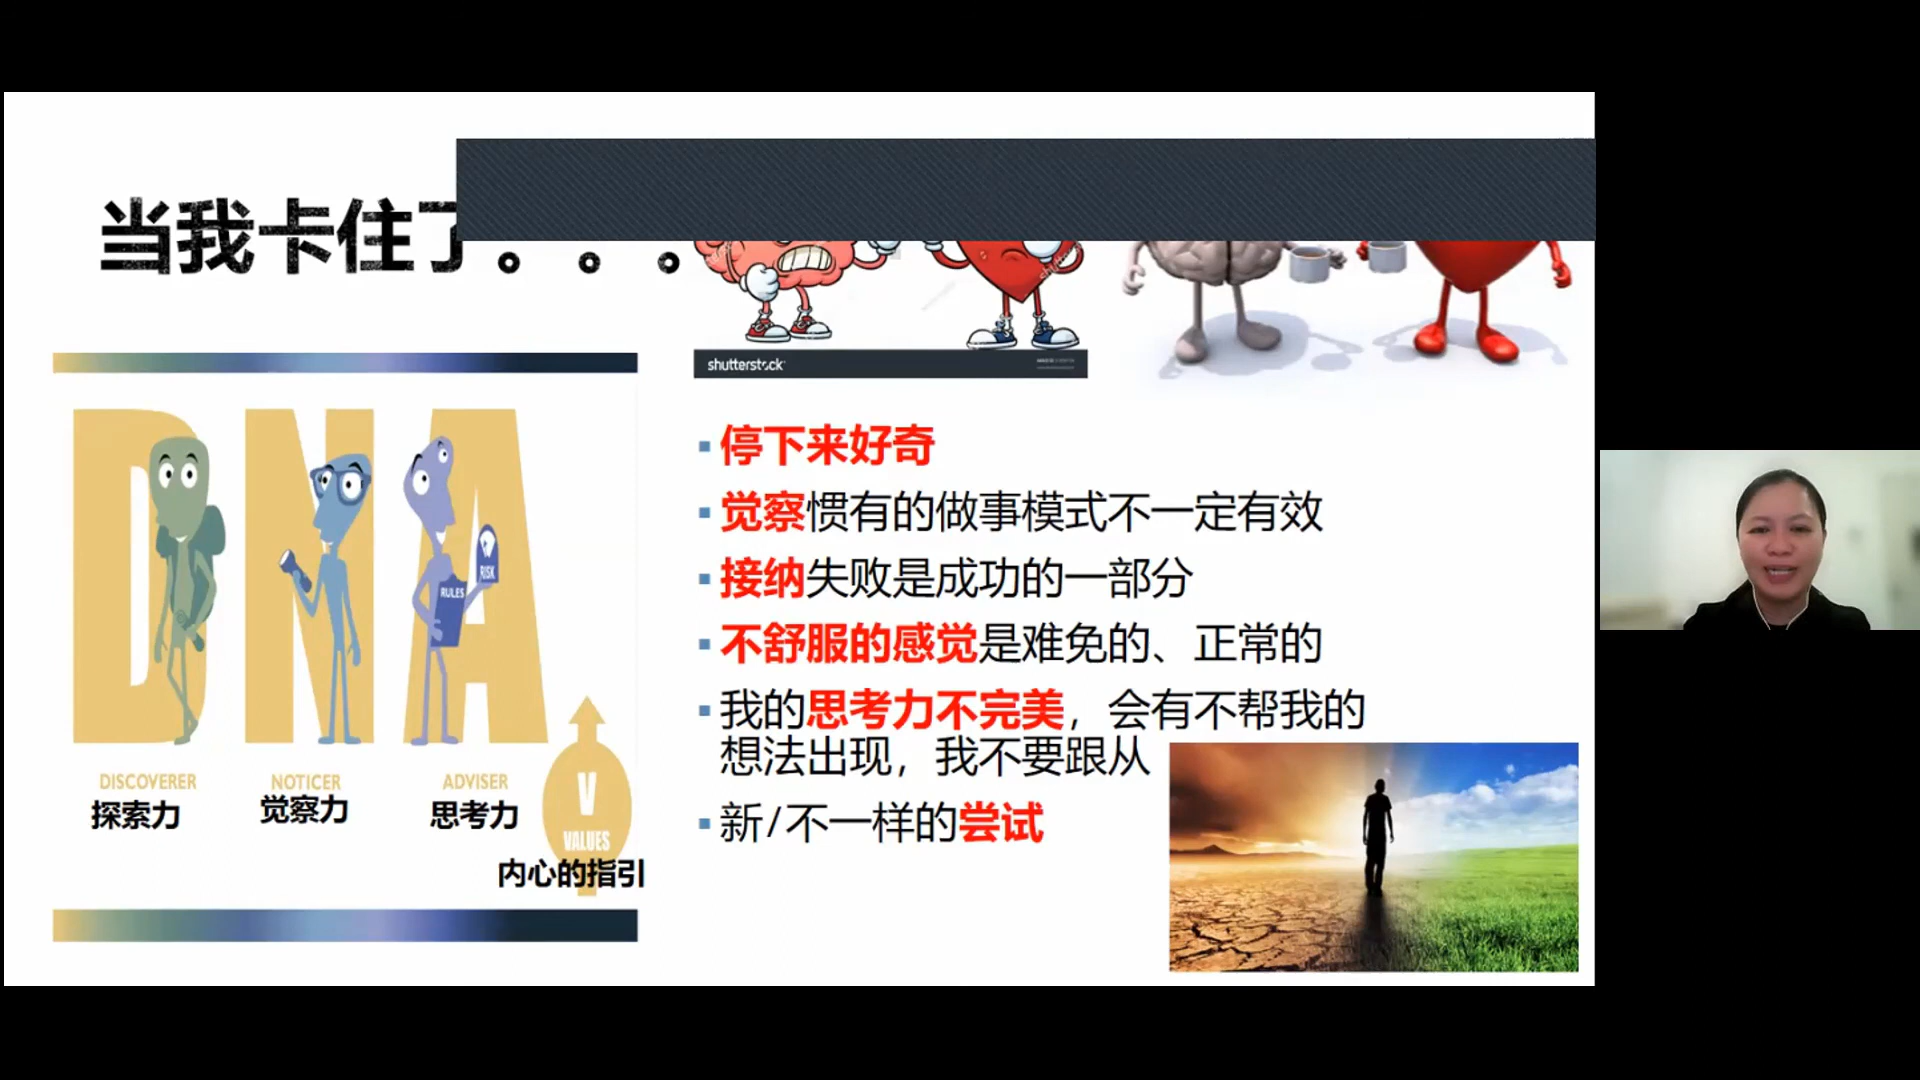 当我卡住了。。。
shutterstock
RISK
RULES
DISCOVERER
NOTICER
ADVISER
探索力
觉察力
思考力
V
VALUES
内心的指引
停下来好奇
觉察惯有的做事模式不一定有效
接纳失败是成功的一部分
不舒服的感觉是难免的、正常的
我的思考力不完美，会有不帮我的
想法出现，我不要跟从
新/不一样的尝试